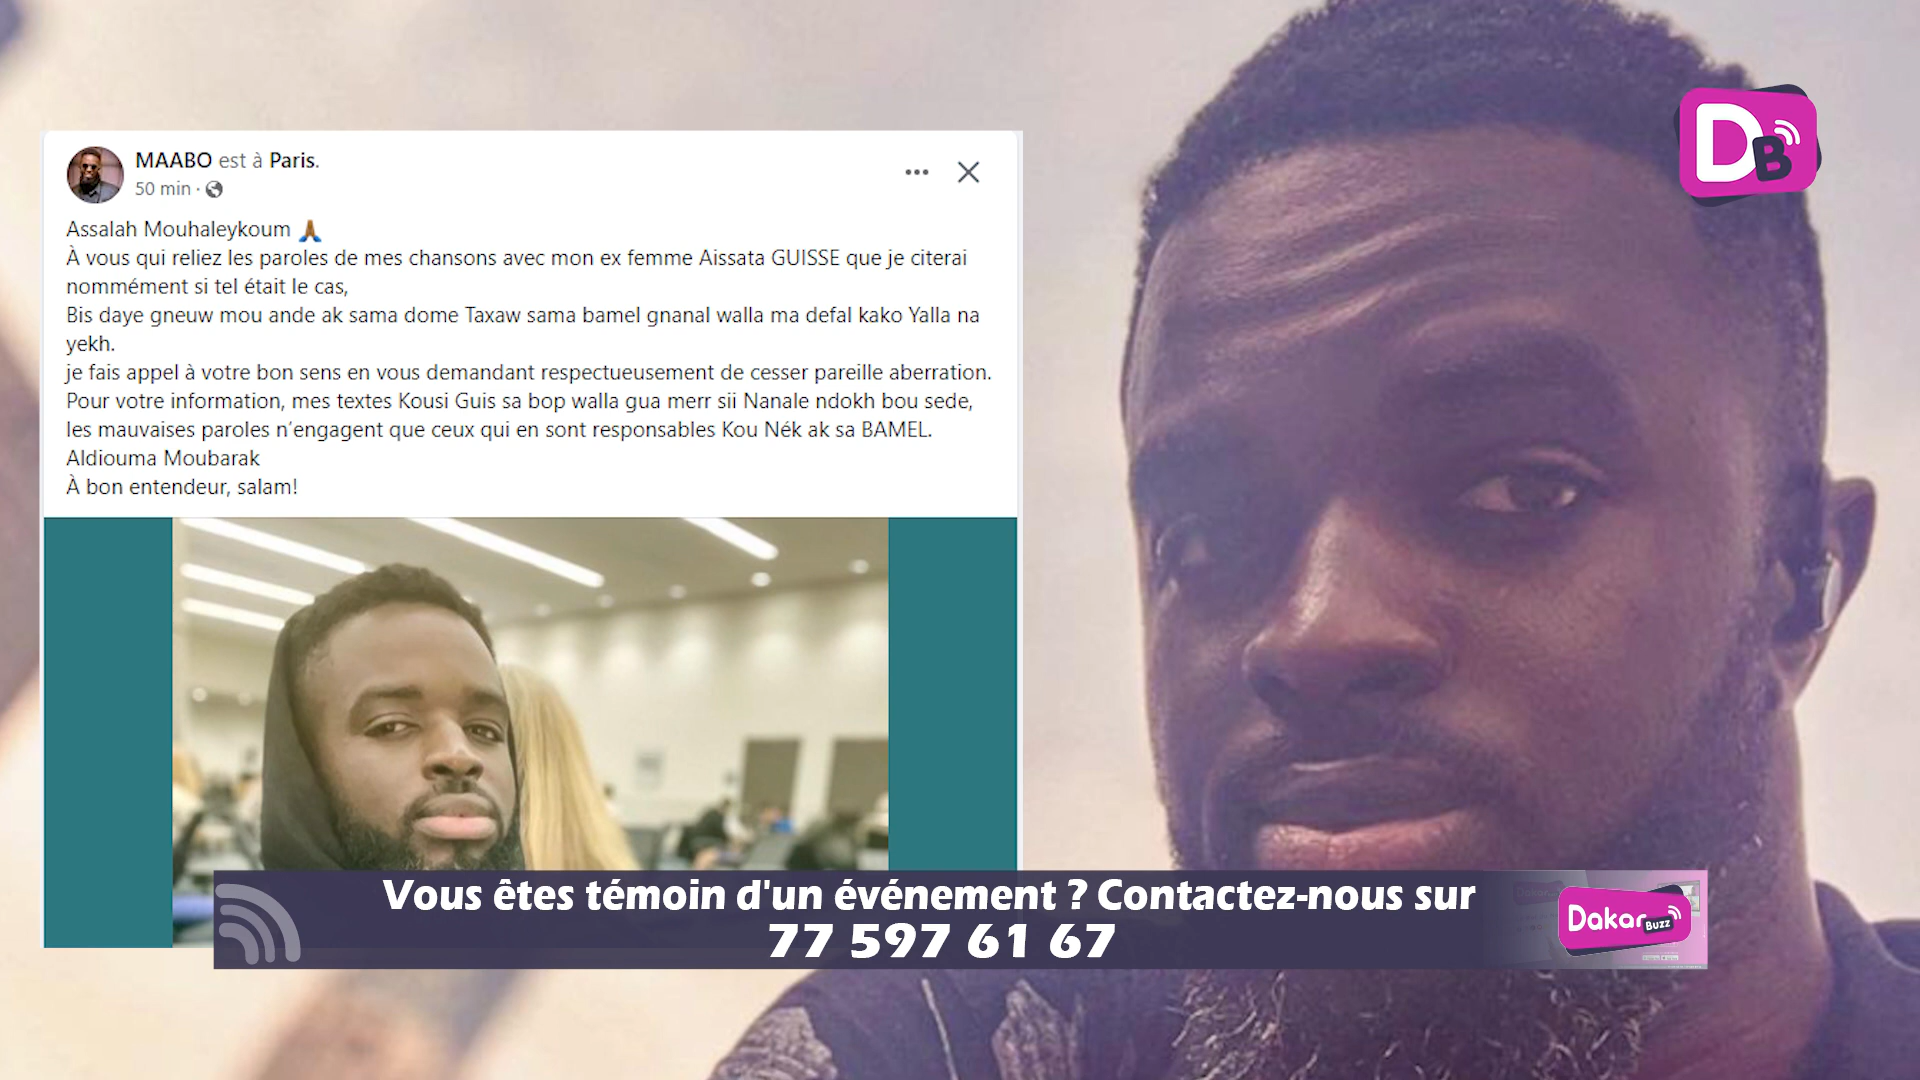 MAABO est à Paris.
50 min ·
Assalah Mouhaleykoum 🙏🏾
À vous qui reliez les paroles de mes chansons avec mon ex femme Aissata GUISSE que je citerai
nommément si tel était le cas,
Bis daye gneuw mou ande ak sama dome Taxaw sama bamel gnanal walla ma defal kako Yalla na
yekh.
je fais appel à votre bon sens en vous demandant respectueusement de cesser pareille aberration.
Pour votre information, mes textes Kousi Guis sa bop walla gua merr sii Nanale ndokh bou sede,
les mauvaises paroles n’engagent que ceux qui en sont responsables Kou Nék ak sa BAMEL.
Aldiouma Moubarak
À bon entendeur, salam!
DB
Vous êtes témoin d'un événement ? Contactez-nous sur
77 597 61 67
Dakar
Buzz